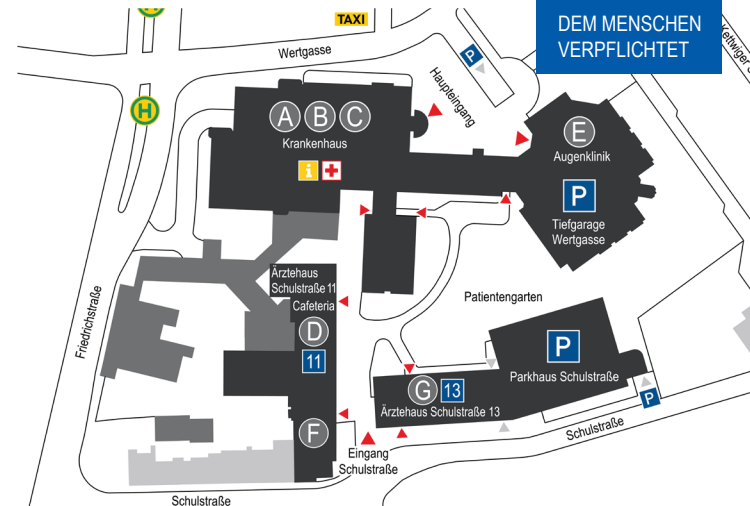 DEM MENSCHEN
VERPFLICHTET
TAXI
H
Wertgasse
P
Haupteingang
A B C
Krankenhaus
i
E
Augenklinik
P
Tiefgarage
Wertgasse
Friedrichstraße
Ärztehaus
Schulstraße 11
Cafeteria
D
11
F
Patientengarten
P
Parkhaus Schulstraße
G 13
Ärztehaus Schulstraße 13
P
Schulstraße
Eingang
Schulstraße
Schulstraße